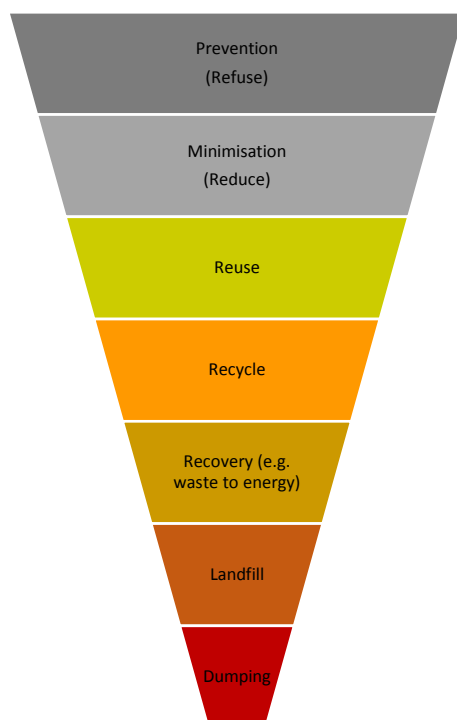 Prevention
(Refuse)
Minimisation
(Reduce)
Reuse
Recycle
Recovery (e.g.
waste to energy)
Landfill
Dumping